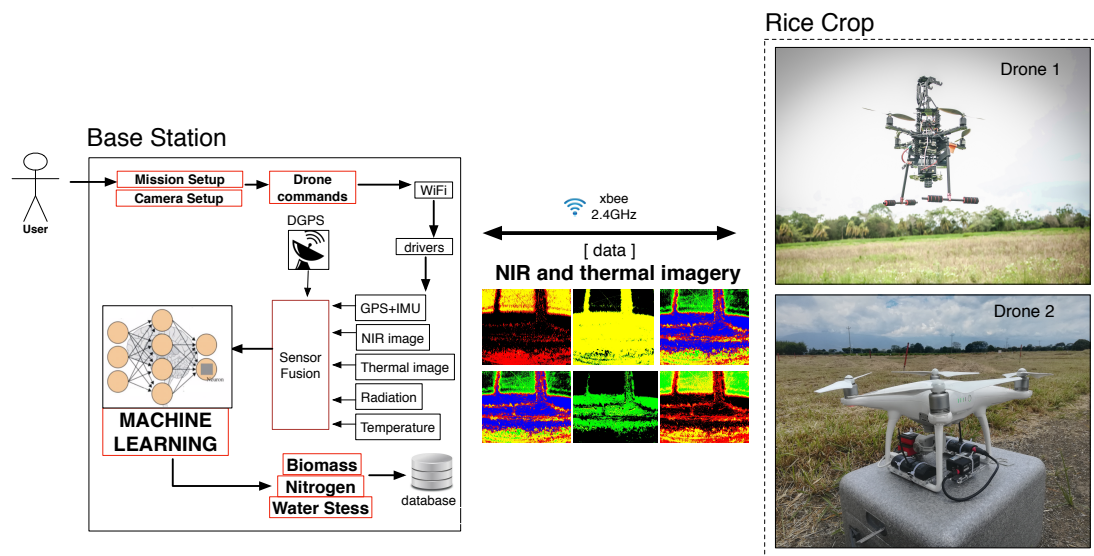 Rice Crop
Drone 1
Base Station
User
Mission Setup
Camera Setup
Drone
commands
WiFi
xbee
2.4GHz
DGPS
drivers
[ data ]
NIR and thermal imagery
GPS+IMU
NIR image
Sensor
Fusion
Thermal image
Radiation
Temperature
Neuron
MACHINE
LEARNING
Drone 2
Biomass
Nitrogen
Water Stess
database